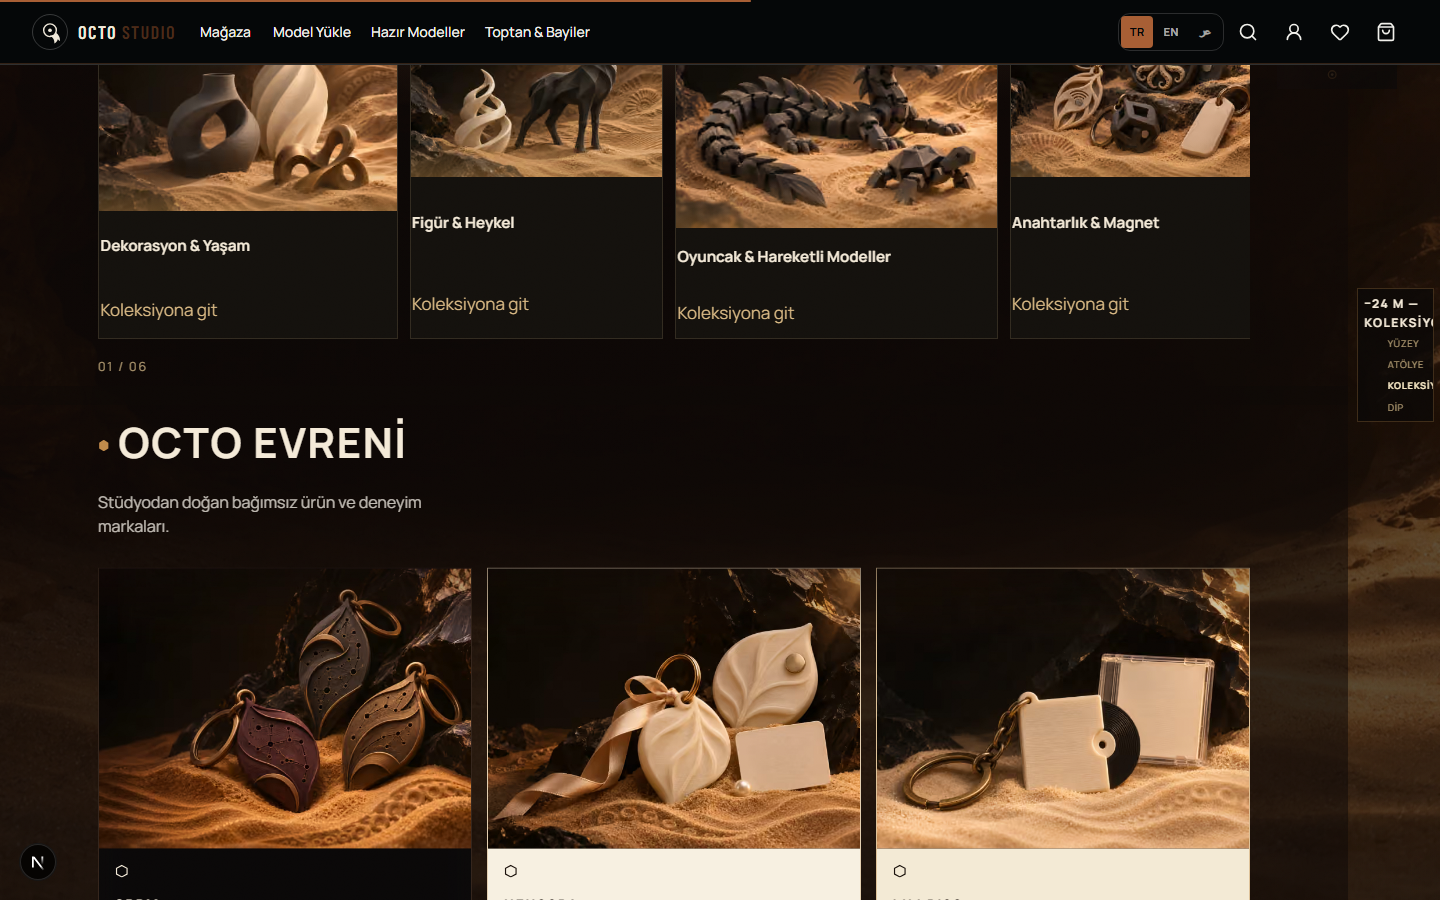 OCTO STUDIO
Mağaza
Model Yükle
Hazır Modeller
Toptan & Bayiler
TR
EN
Dekorasyon & Yaşam
Koleksiyona git
Figür & Heykel
Koleksiyona git
Oyuncak & Hareketli Modeller
Koleksiyona git
Anahtarlık & Magnet
Koleksiyona git
−24 M —
KOLEKSİY
YÜZEY
ATÖLYE
KOLEKSİY
DİP
01 / 06
OCTO EVRENİ
Stüdyodan doğan bağımsız ürün ve deneyim
markaları.
N